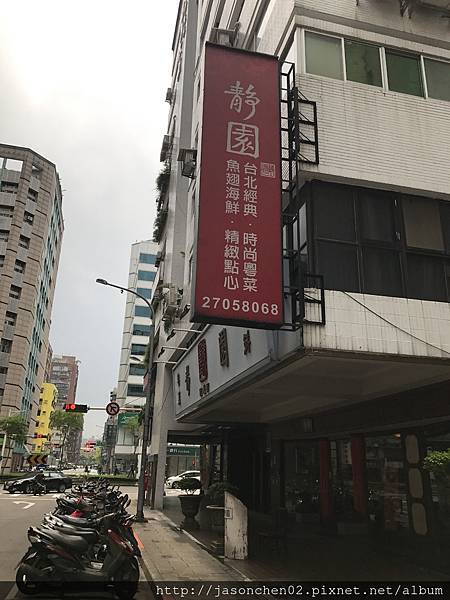 靜園
台北經典．時尚粵菜
魚翅海鮮．精緻點心
27058068
http://jasonchen02.pixnet.net/album